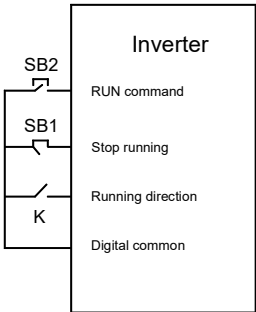 Inverter
SB2
RUN command
SB1
Stop running
Running direction
K
Digital common